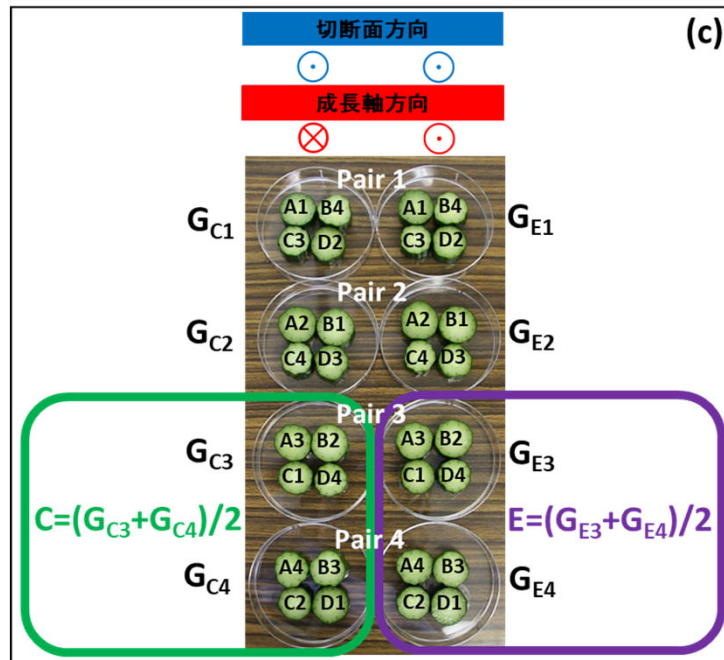 (c)
切断面方向
成長軸方向
Pair 1
G_C1
A1 B4
C3 D2
A1 B4
C3 D2
G_E1
Pair 2
G_C2
A2 B1
C4 D3
A2 B1
C4 D3
G_E2
Pair 3
G_C3
A3 B2
C1 D4
A3 B2
C1 D4
G_E3
C=(G_C3+G_C4)/2
E=(G_E3+G_E4)/2
Pair 4
G_C4
A4 B3
C2 D1
A4 B3
C2 D1
G_E4